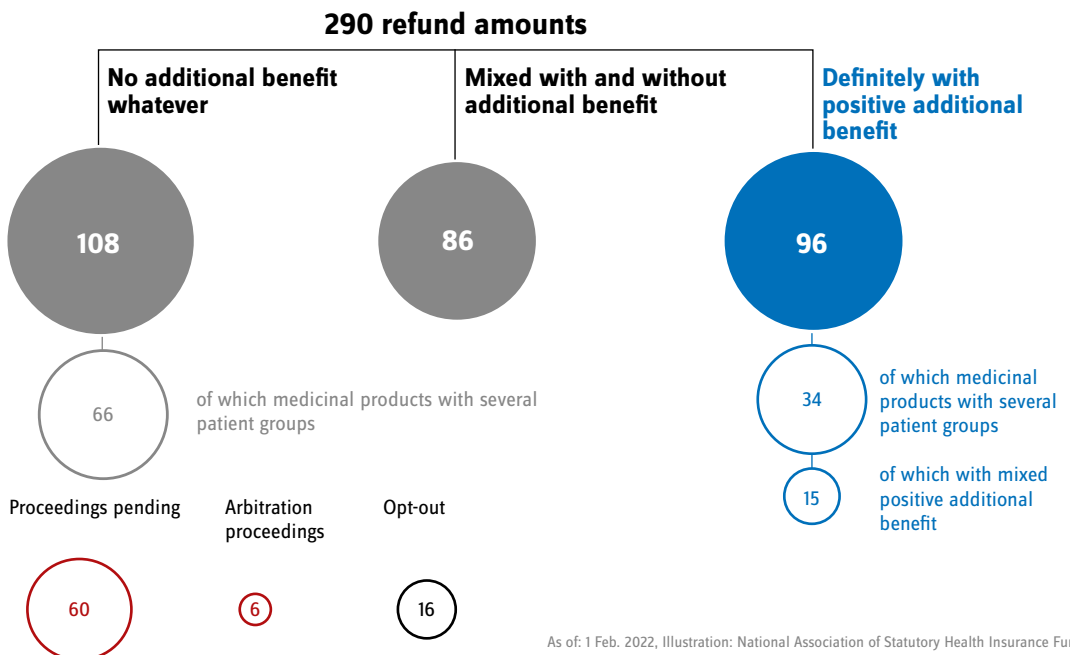 290 refund amounts
No additional benefit
whatever
Mixed with and without
additional benefit
Definitely with
positive additional
benefit
108
86
96
66
of which medicinal products with several
patient groups
34
of which medicinal
products with several
patient groups
15
of which with mixed
positive additional
benefit
Proceedings pending
Arbitration
proceedings
Opt-out
60
6
16
As of: 1 Feb. 2022, Illustration: National Association of Statutory Health Insurance